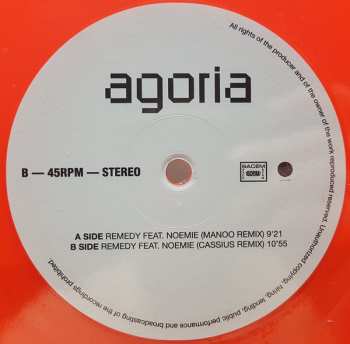 agoria
B — 45RPM — STEREO
SACEM
A SIDE REMEDY FEAT. NOEMIE (MANOO REMIX) 9'21
B SIDE REMEDY FEAT. NOEMIE (CASSIUS REMIX) 10'55
All rights of the producer and of the owner of the work reproduced reserved. Unauthorized copying, hiring, lending, public performance and broadcasting of the recordings prohibited.